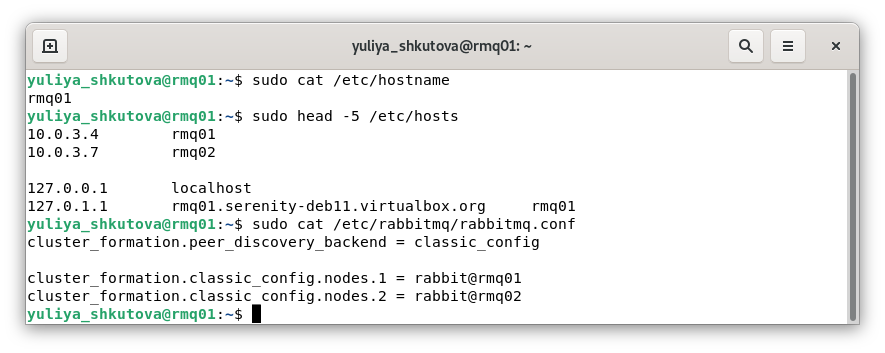 yuliya_shkutova@rmq01: ~
yuliya_shkutova@rmq01:~$ sudo cat /etc/hostname
rmq01
yuliya_shkutova@rmq01:~$ sudo head -5 /etc/hosts
10.0.3.4        rmq01
10.0.3.7        rmq02
127.0.0.1       localhost
127.0.1.1       rmq01.serenity-deb11.virtualbox.org     rmq01
yuliya_shkutova@rmq01:~$ sudo cat /etc/rabbitmq/rabbitmq.conf
cluster_formation.peer_discovery_backend = classic_config
cluster_formation.classic_config.nodes.1 = rabbit@rmq01
cluster_formation.classic_config.nodes.2 = rabbit@rmq02
yuliya_shkutova@rmq01:~$